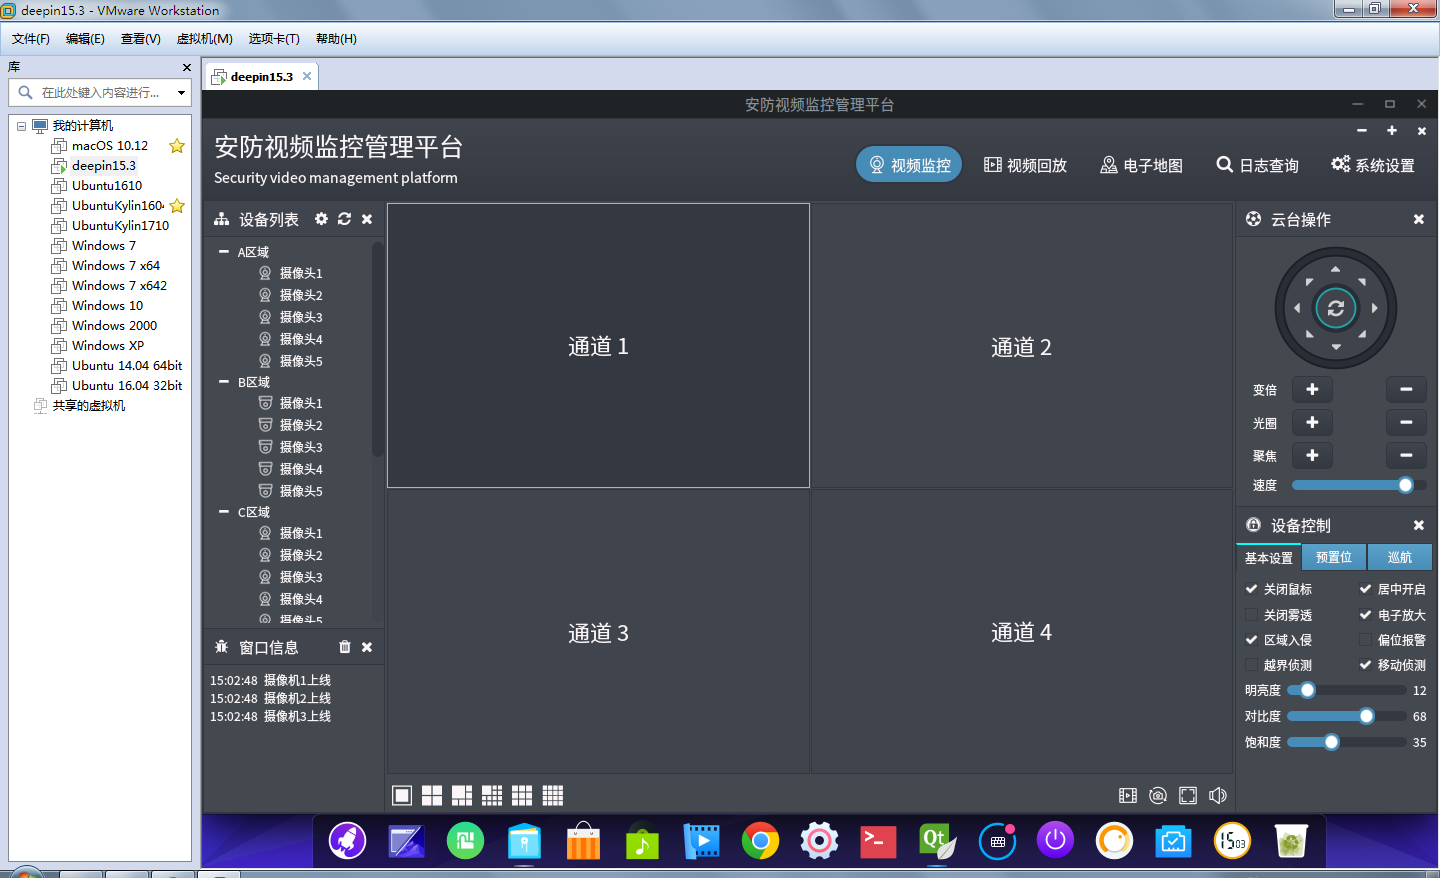 deepin15.3 - VMware Workstation
文件(F) 编辑(E) 查看(V) 虚拟机(M) 选项卡(T) 帮助(H)
库
在此处键入内容进行...
我的计算机
macOS 10.12
deepin15.3
Ubuntu1610
UbuntuKylin1604
UbuntuKylin1710
Windows 7
Windows 7 x64
Windows 7 x642
Windows 10
Windows 2000
Windows XP
Ubuntu 14.04 64bit
Ubuntu 16.04 32bit
共享的虚拟机
deepin15.3
安防视频监控管理平台
安防视频监控管理平台
Security video management platform
视频监控 视频回放 电子地图 日志查询 系统设置
设备列表
A区域
摄像头1
摄像头2
摄像头3
摄像头4
摄像头5
B区域
摄像头1
摄像头2
摄像头3
摄像头4
摄像头5
C区域
摄像头1
摄像头2
摄像头3
摄像头4
摄像头5
窗口信息
15:02:48 摄像机1上线
15:02:48 摄像机2上线
15:02:48 摄像机3上线
通道 1
通道 2
通道 3
通道 4
云台操作
变倍
光圈
聚焦
速度
设备控制
基本设置 预置位 巡航
关闭鼠标 居中开启
关闭雾透 电子放大
区域入侵 偏位报警
越界侦测 移动侦测
明亮度 12
对比度 68
饱和度 35
Qt
15 03